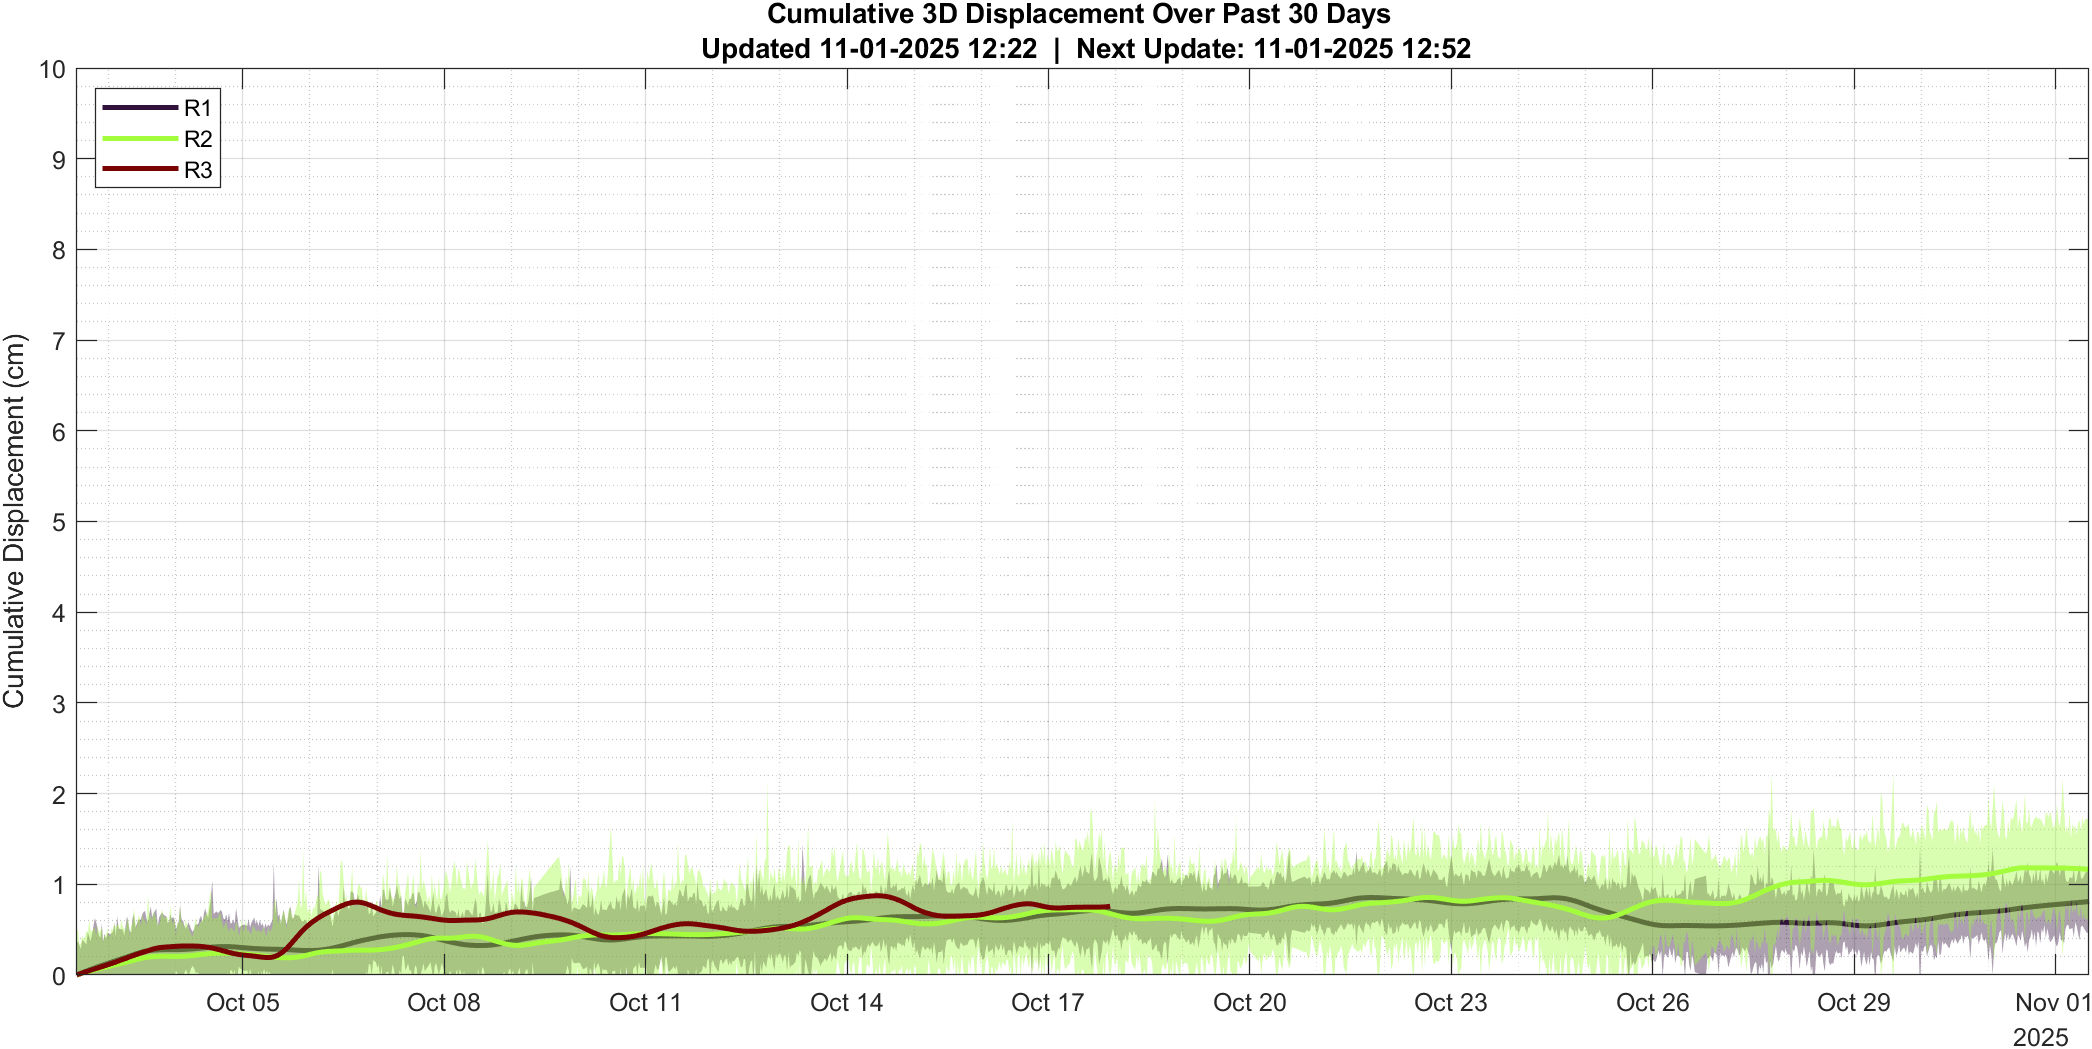 Cumulative 3D Displacement Over Past 30 Days
Updated 11-01-2025 12:22 | Next Update: 11-01-2025 12:52
Cumulative Displacement (cm)
10
9
8
7
6
5
4
3
2
1
0
R1
R2
R3
Oct 05 Oct 08 Oct 11 Oct 14 Oct 17 Oct 20 Oct 23 Oct 26 Oct 29 Nov 01
2025